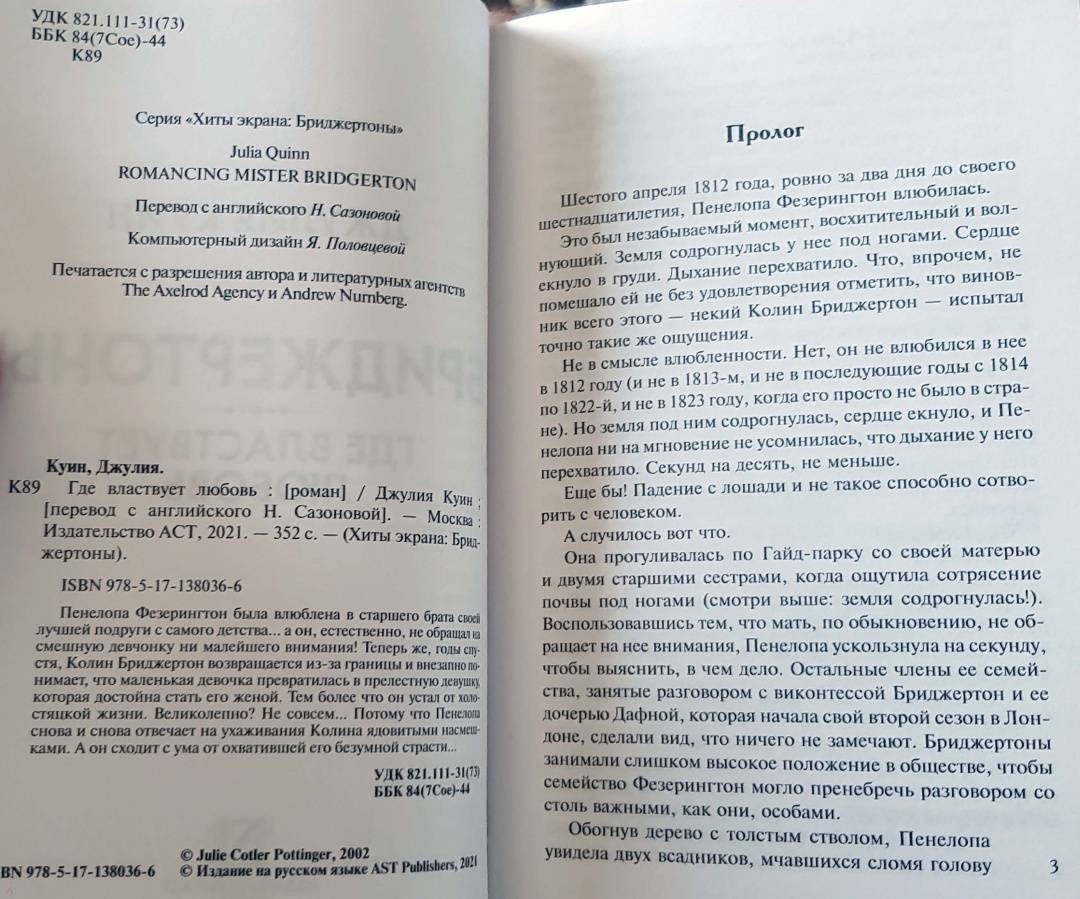 УДК 821.111-31(73)
ББК 84(7Сое)-44
К89
Серия «Хиты экрана: Бриджертоны»
Julia Quinn
ROMANCING MISTER BRIDGERTON
Перевод с английского Н. Сазоновой
Компьютерный дизайн Я. Половцевой
Печатается с разрешения автора и литературных агентств
The Axelrod Agency и Andrew Nurnberg.
Куин, Джулия.
К89 Где властвует любовь : [роман] / Джулия Куин ;
[перевод с английского Н. Сазоновой]. — Москва :
Издательство АСТ, 2021. — 352 с. — (Хиты экрана: Брид-
жертоны).
ISBN 978-5-17-138036-6
Пенелопа Фезерингтон была влюблена в старшего брата своей
лучшей подруги с самого детства... а он, естественно, не обращал на
смешную девчонку ни малейшего внимания! Теперь же, годы спу-
стя, Колин Бриджертон возвращается из-за границы и внезапно по-
нимает, что маленькая девочка превратилась в прелестную девушку,
которая достойна стать его женой. Тем более что он устал от холо-
стяцкой жизни. Великолепно? Не совсем... Потому что Пенелопа
снова и снова отвечает на ухаживания Колина ядовитыми насмеш-
ками. А он сходит с ума от охватившей его безумной страсти...
УДК 821.111-31(73)
ББК 84(7Сое)-44
© Julie Cotler Pottinger, 2002
BN 978-5-17-138036-6 © Издание на русском языке AST Publishers, 2021
Пролог
Шестого апреля 1812 года, ровно за два дня до своего
шестнадцатилетия, Пенелопа Фезерингтон влюбилась.
Это был незабываемый момент, восхитительный и вол-
нующий. Земля содрогнулась у нее под ногами. Сердце
екнуло в груди. Дыхание перехватило. Что, впрочем, не
помешало ей не без удовлетворения отметить, что винов-
ник всего этого — некий Колин Бриджертон — испытал
точно такие же ощущения.
Не в смысле влюбленности. Нет, он не влюбился в нее
в 1812 году (и не в 1813-м, и не в последующие годы с 1814
по 1822-й, и не в 1823 году, когда его просто не было в стра-
не). Но земля под ним содрогнулась, сердце екнуло, и Пе-
нелопа ни на мгновение не усомнилась, что дыхание у него
перехватило. Секунд на десять, не меньше.
Еще бы! Падение с лошади и не такое способно сотво-
рить с человеком.
А случилось вот что.
Она прогуливалась по Гайд-парку со своей матерью
и двумя старшими сестрами, когда ощутила сотрясение
почвы под ногами (смотри выше: земля содрогнулась!).
Воспользовавшись тем, что мать, по обыкновению, не об-
ращает на нее внимания, Пенелопа ускользнула на секунду,
чтобы выяснить, в чем дело. Остальные члены ее семей-
ства, занятые разговором с виконтессой Бриджертон и ее
дочерью Дафной, которая начала свой второй сезон в Лон-
доне, сделали вид, что ничего не замечают. Бриджертоны
занимали слишком высокое положение в обществе, чтобы
семейство Фезерингтон могло пренебречь разговором со
столь важными, как они, особами.
Обогнув дерево с толстым стволом, Пенелопа
увидела двух всадников, мчавшихся сломя голову
3